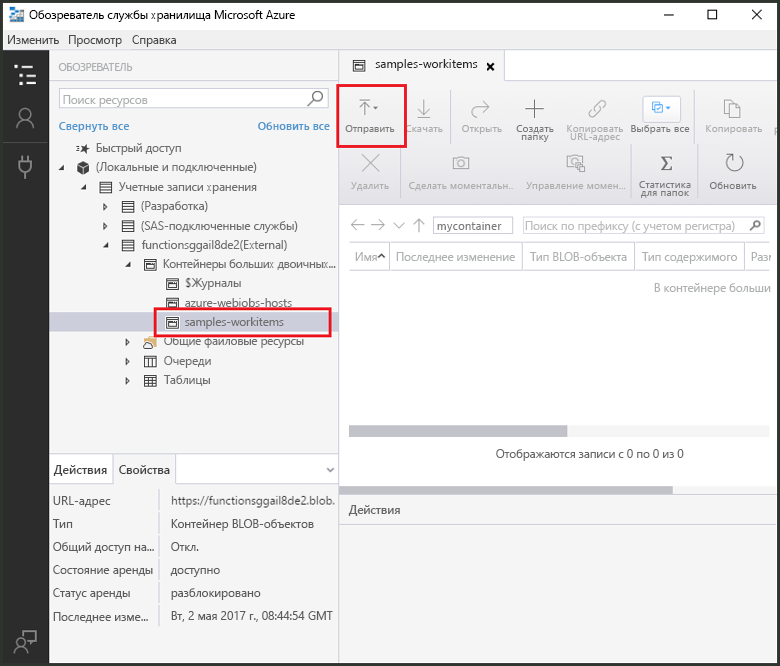 Обозреватель службы хранилища Microsoft Azure
Изменить Просмотр Справка
ОБОЗРЕВАТЕЛЬ
Поиск ресурсов
Свернуть все Обновить все
Быстрый доступ
(Локальные и подключенные)
Учетные записи хранения
(Разработка)
(SAS-подключенные службы)
functionsggail8de2(External)
Контейнеры больших двоичных...
$Журналы
azure-webjobs-hosts
samples-workitems
Общие файловые ресурсы
Очереди
Таблицы
Действия Свойства
URL-адрес https://functionsggail8de2.blob.
Тип Контейнер BLOB-объектов
Общий доступ на... Откл.
Состояние аренды доступно
Статус аренды разблокировано
Последнее изме... Вт, 2 мая 2017 г., 08:44:54 GMT
samples-workitems
Отправить Скачать Открыть Создать папку Копировать URL-адрес Выбрать все Копировать
Удалить Сделать моментальн.. Управление момен... Статистика для папок Обновить
mycontainer Поиск по префиксу (с учетом регистра)
Имя Последнее изменение Тип BLOB-объекта Тип содержимого Разм
В контейнере больши
Отображаются записи с 0 по 0 из 0
Действия